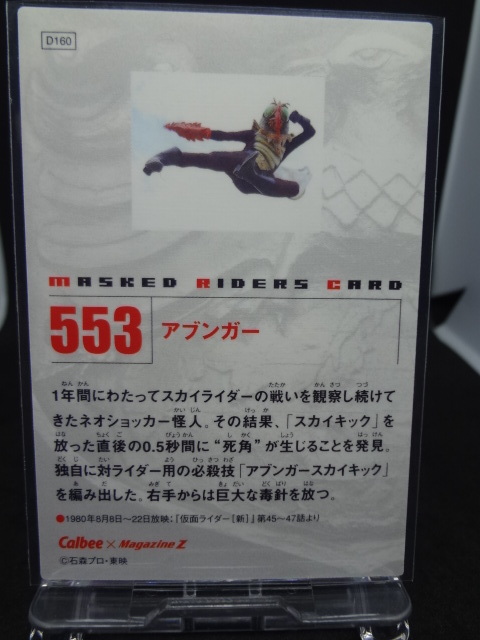 D160
MASKED RIDERS CARD
553 アブンガー
1年間にわたってスカイライダーの戦いを観察し続けて
きたネオショッカー怪人。その結果、「スカイキック」を
放った直後の0.5秒間に“死角”が生じることを発見。
独自に対ライダー用の必殺技「アブンガースカイキック」
を編み出した。右手からは巨大な毒針を放つ。
●1980年8月8日〜22日放映;『仮面ライダー[新]』第45〜47話より
Calbee×Magazine Z
©石森プロ・東映